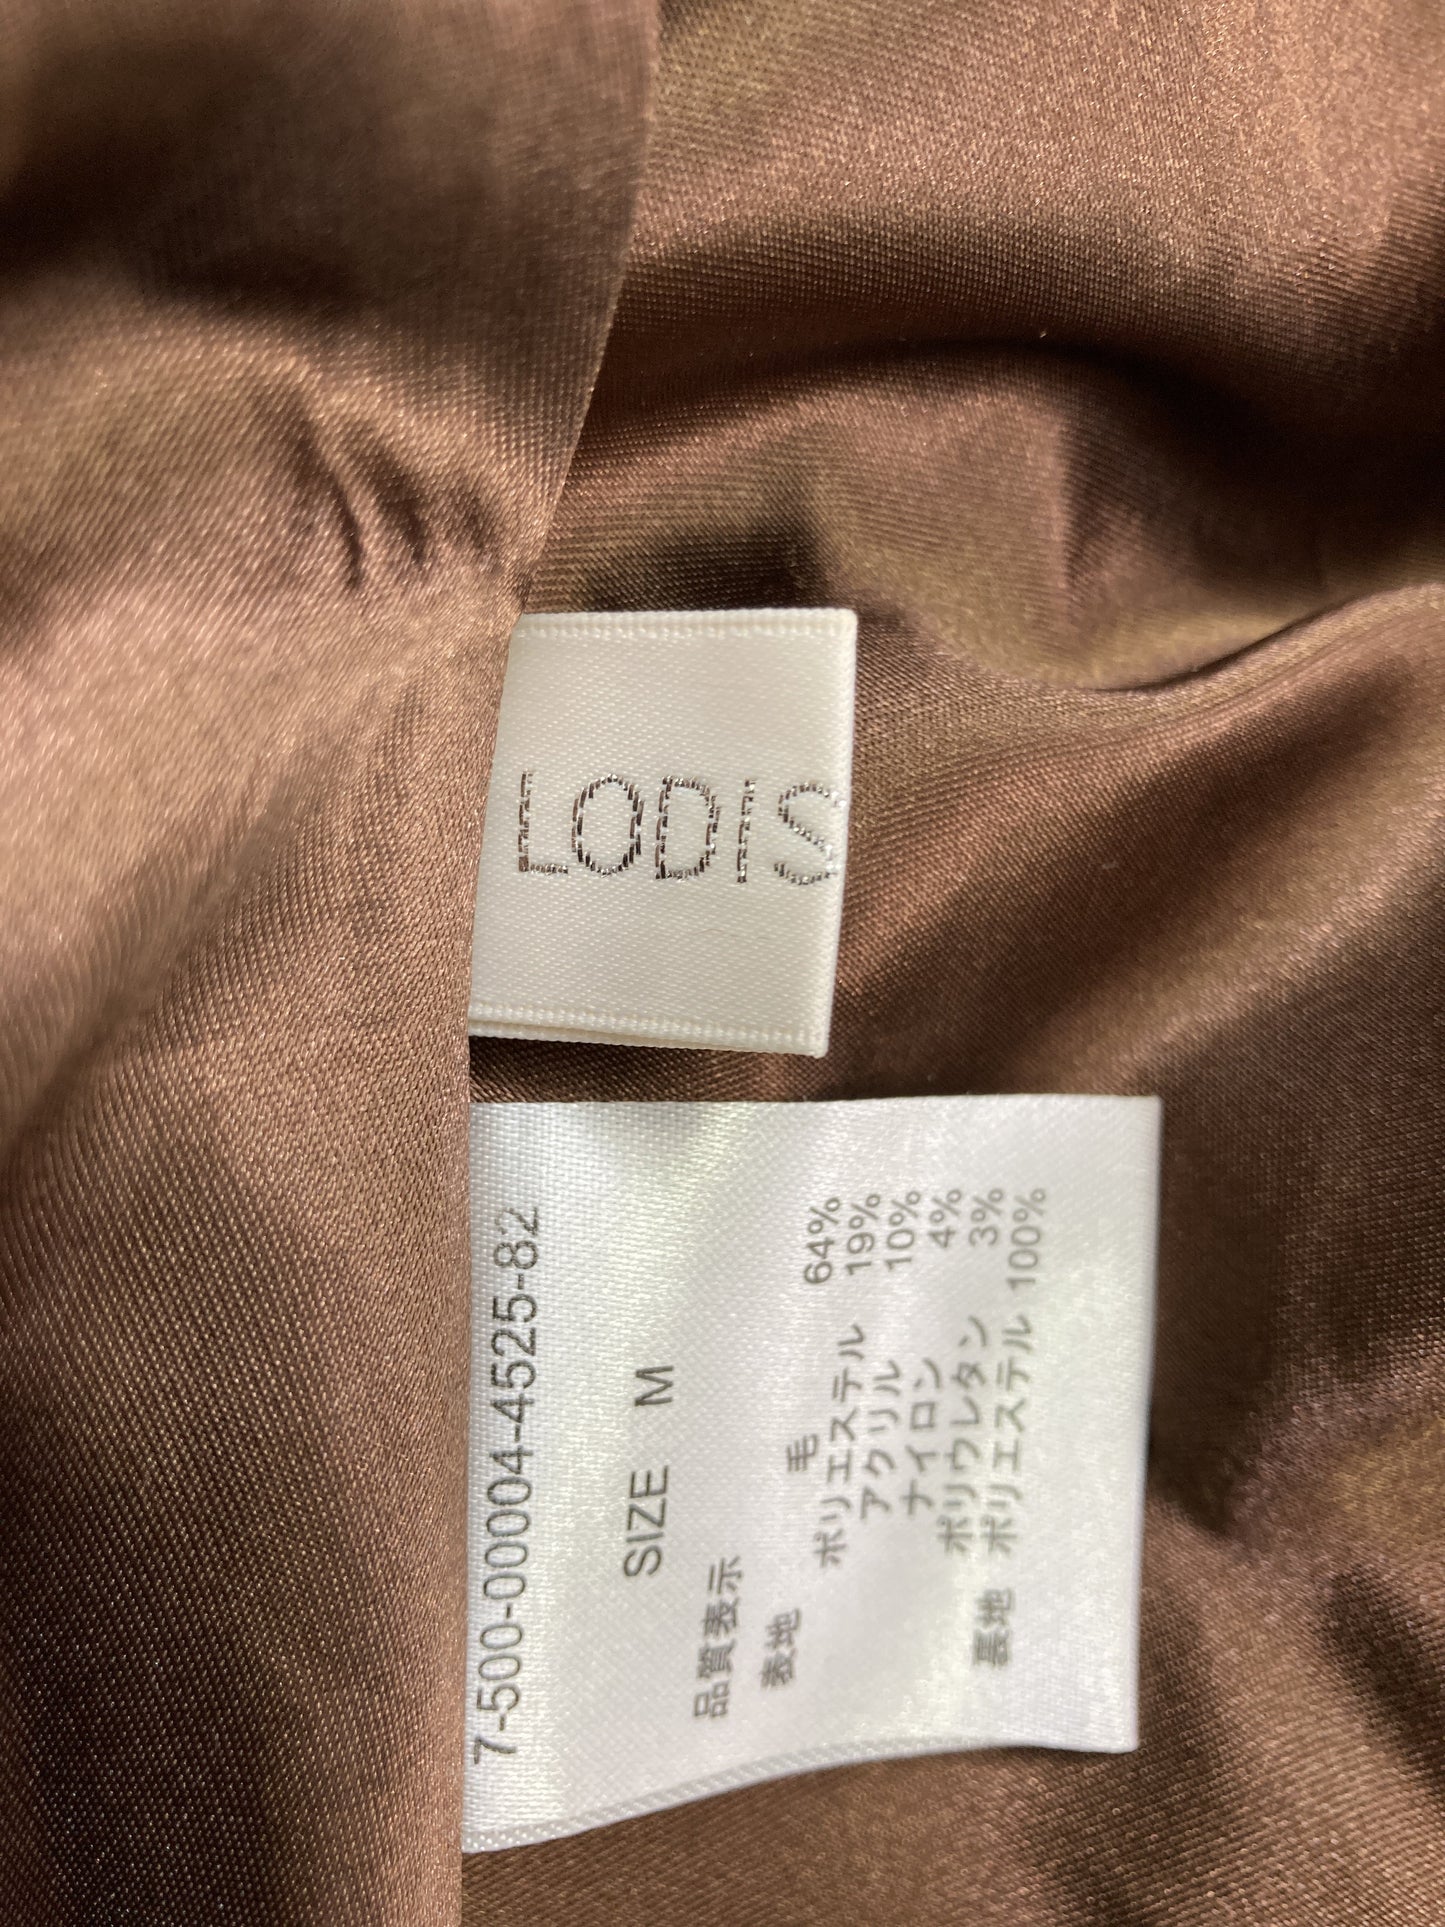 LODIS
7-500-00004-4525-82
SIZE M
品質表示
表地 毛 64%
ポリエステル 19%
アクリル 10%
ナイロン 4%
ポリウレタン 3%
裏地 ポリエステル 100%